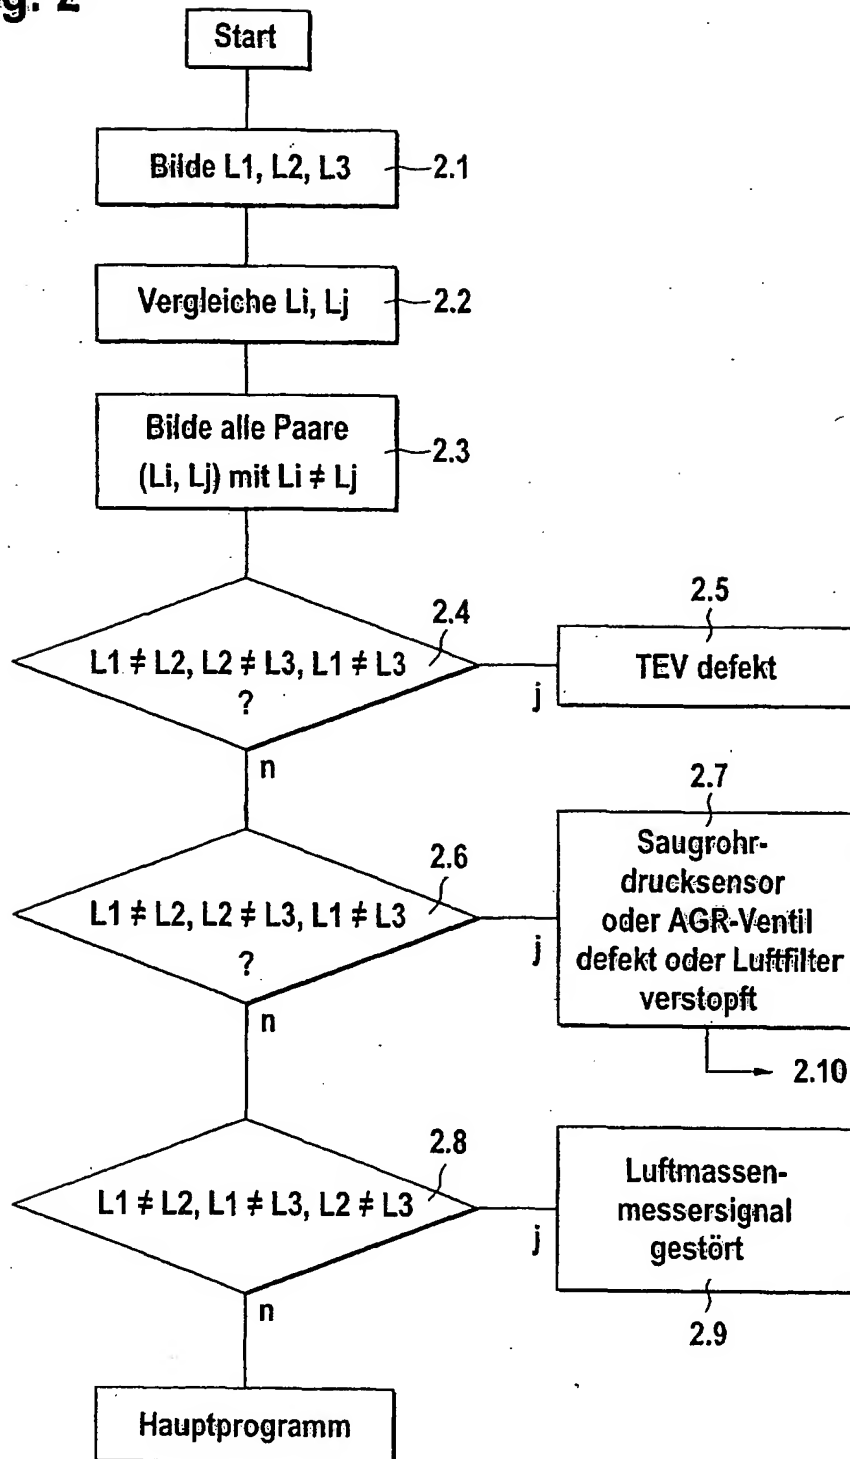 g. 2
Start
Bilde L1, L2, L3
2.1
Vergleiche Li, Lj
2.2
Bilde alle Paare
(Li, Lj) mit Li ≠ Lj
2.3
2.4
L1 ≠ L2, L2 ≠ L3, L1 ≠ L3
?
j
n
2.5
TEV defekt
2.6
L1 ≠ L2, L2 ≠ L3, L1 ≠ L3
?
j
n
2.7
Saugrohr-
drucksensor
oder AGR-Ventil
defekt oder Luftfilter
verstopft
2.10
2.8
L1 ≠ L2, L1 ≠ L3, L2 ≠ L3
j
n
Luftmassen-
messersignal
gestört
2.9
Hauptprogramm